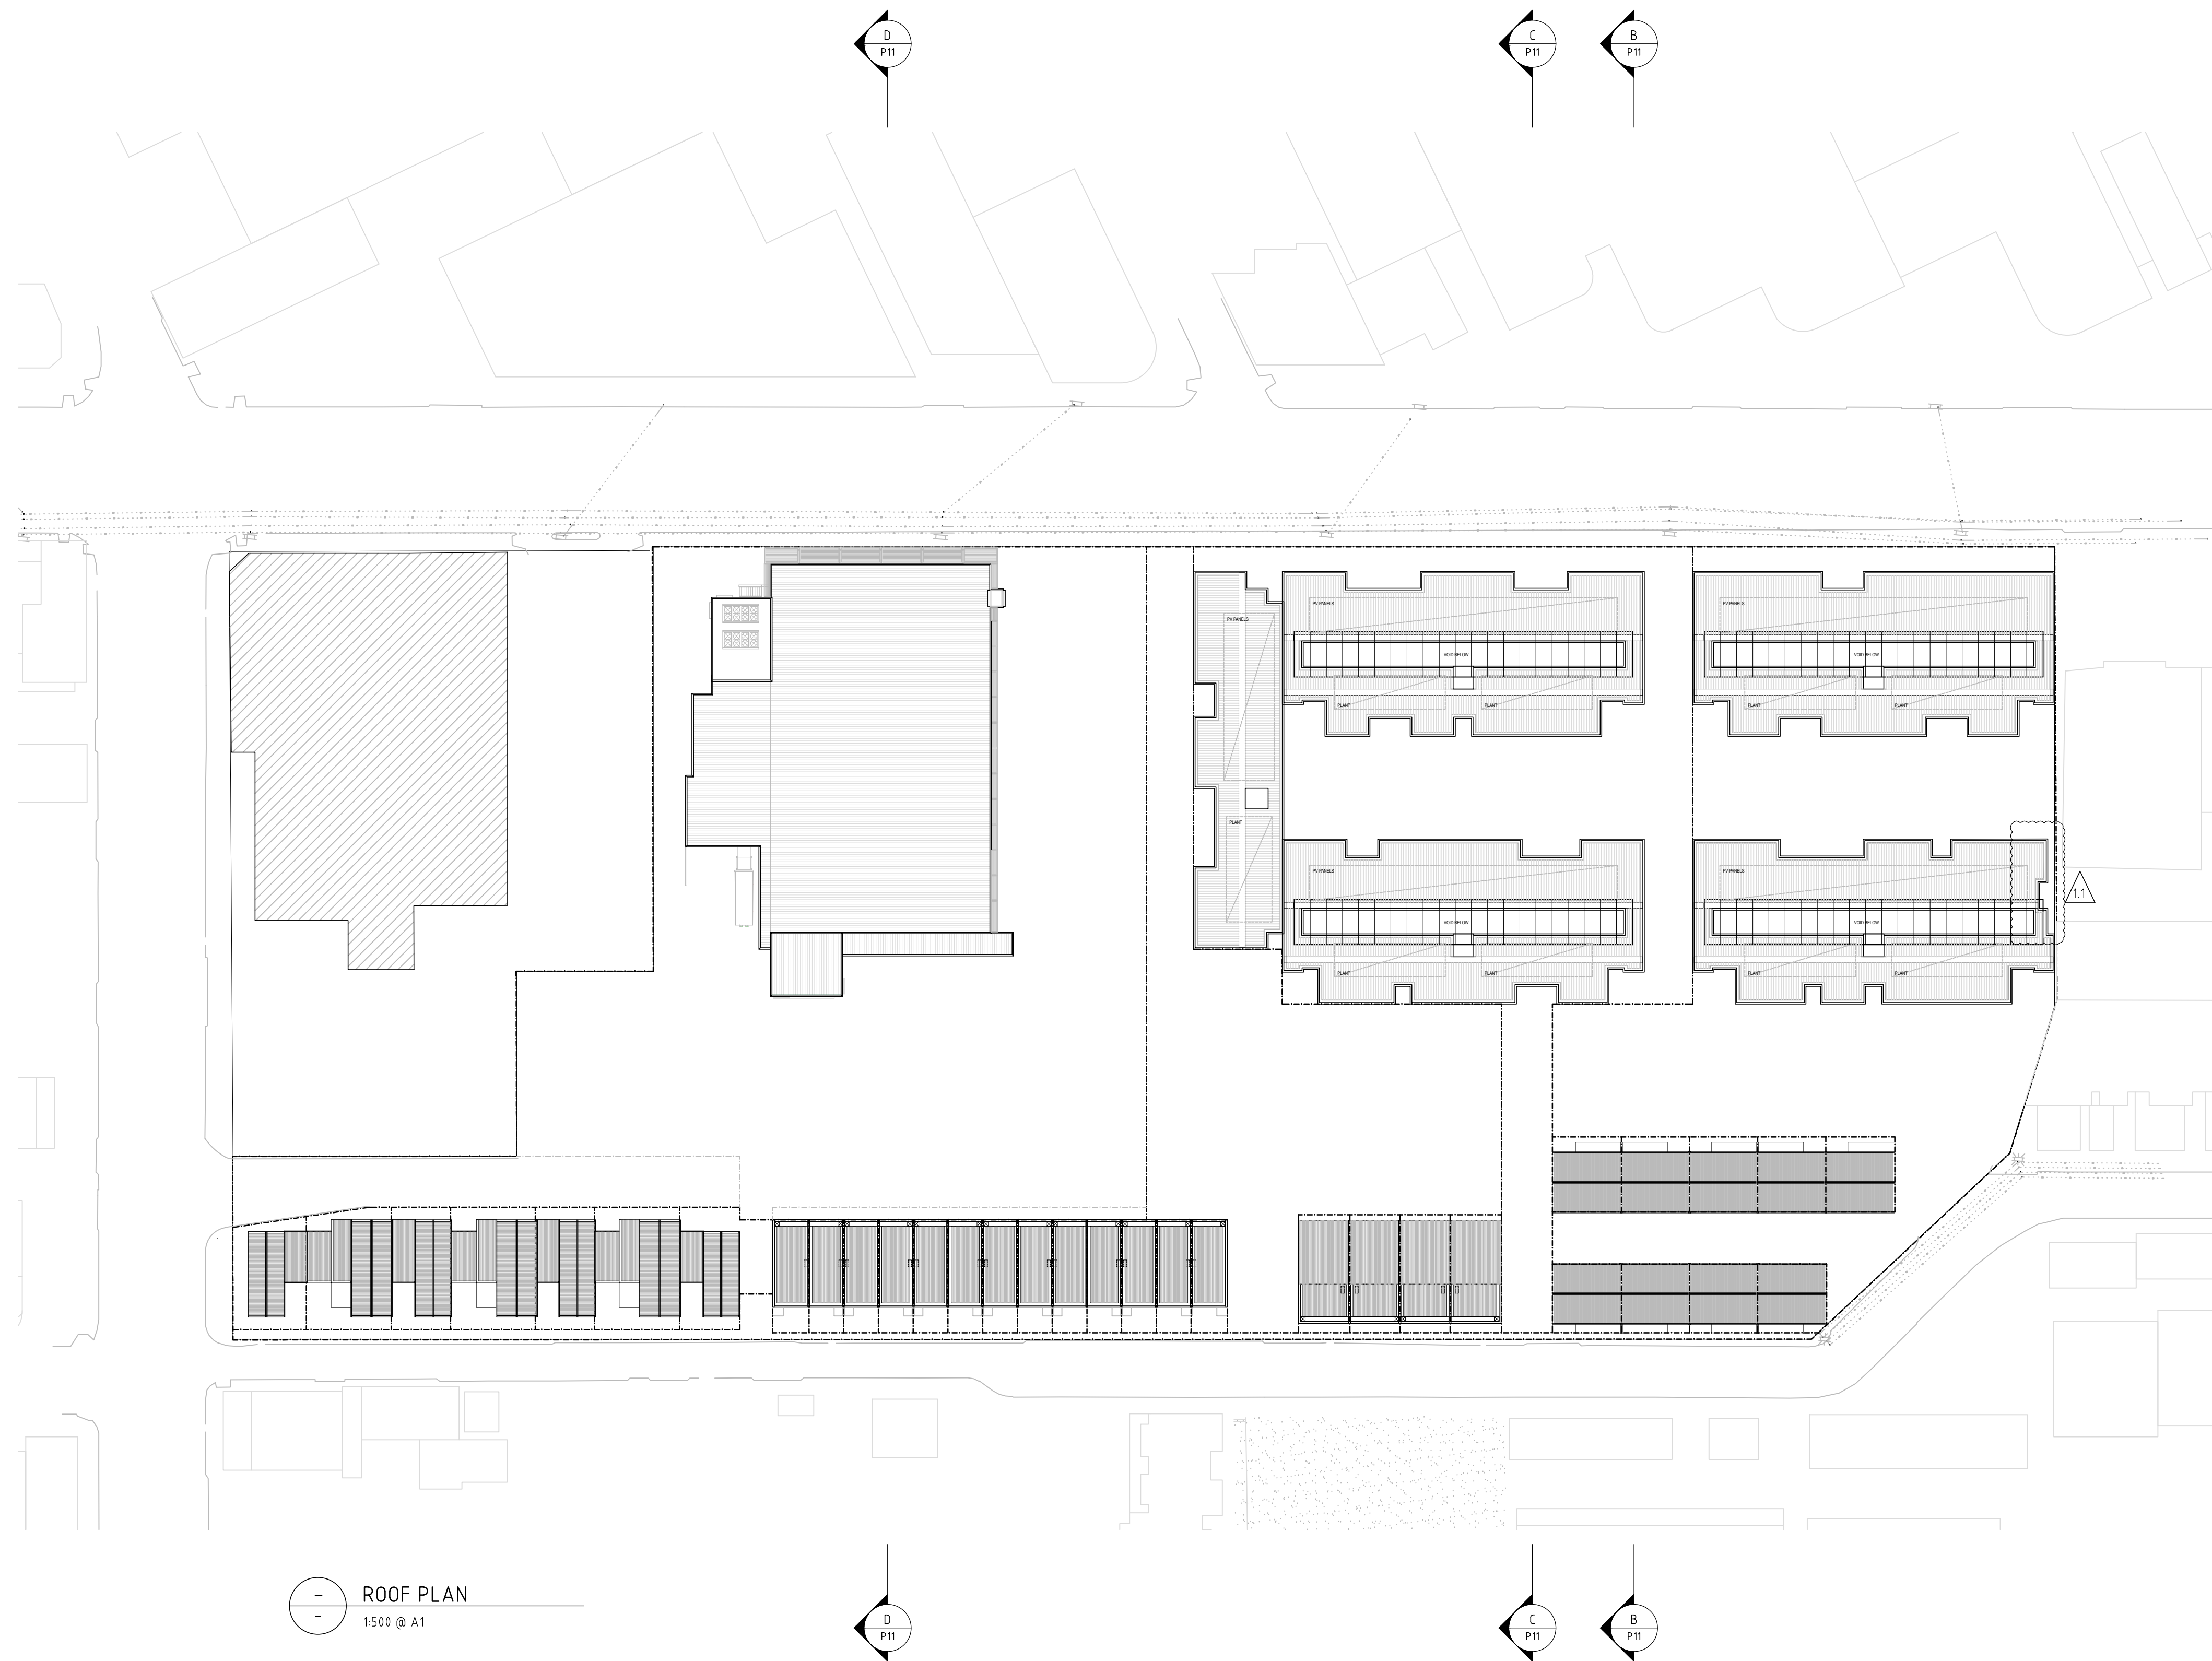 D
P11
C
P11
B
P11
PV PANELS
PV PANELS
PV PANELS
VOID BELOW
VOID BELOW
PLANT
PLANT
PLANT
PLANT
PLANT
PV PANELS
PV PANELS
1.1
VOID BELOW
VOID BELOW
PLANT
PLANT
PLANT
PLANT
-
-
ROOF PLAN
1:500 @ A1
D
P11
C
P11
B
P11